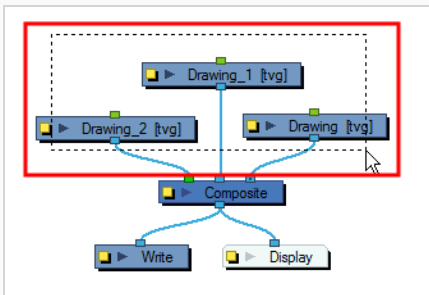 Drawing_1 [tvg]
Drawing_2 [tvg]
Drawing [tvg]
Composite
Write
Display